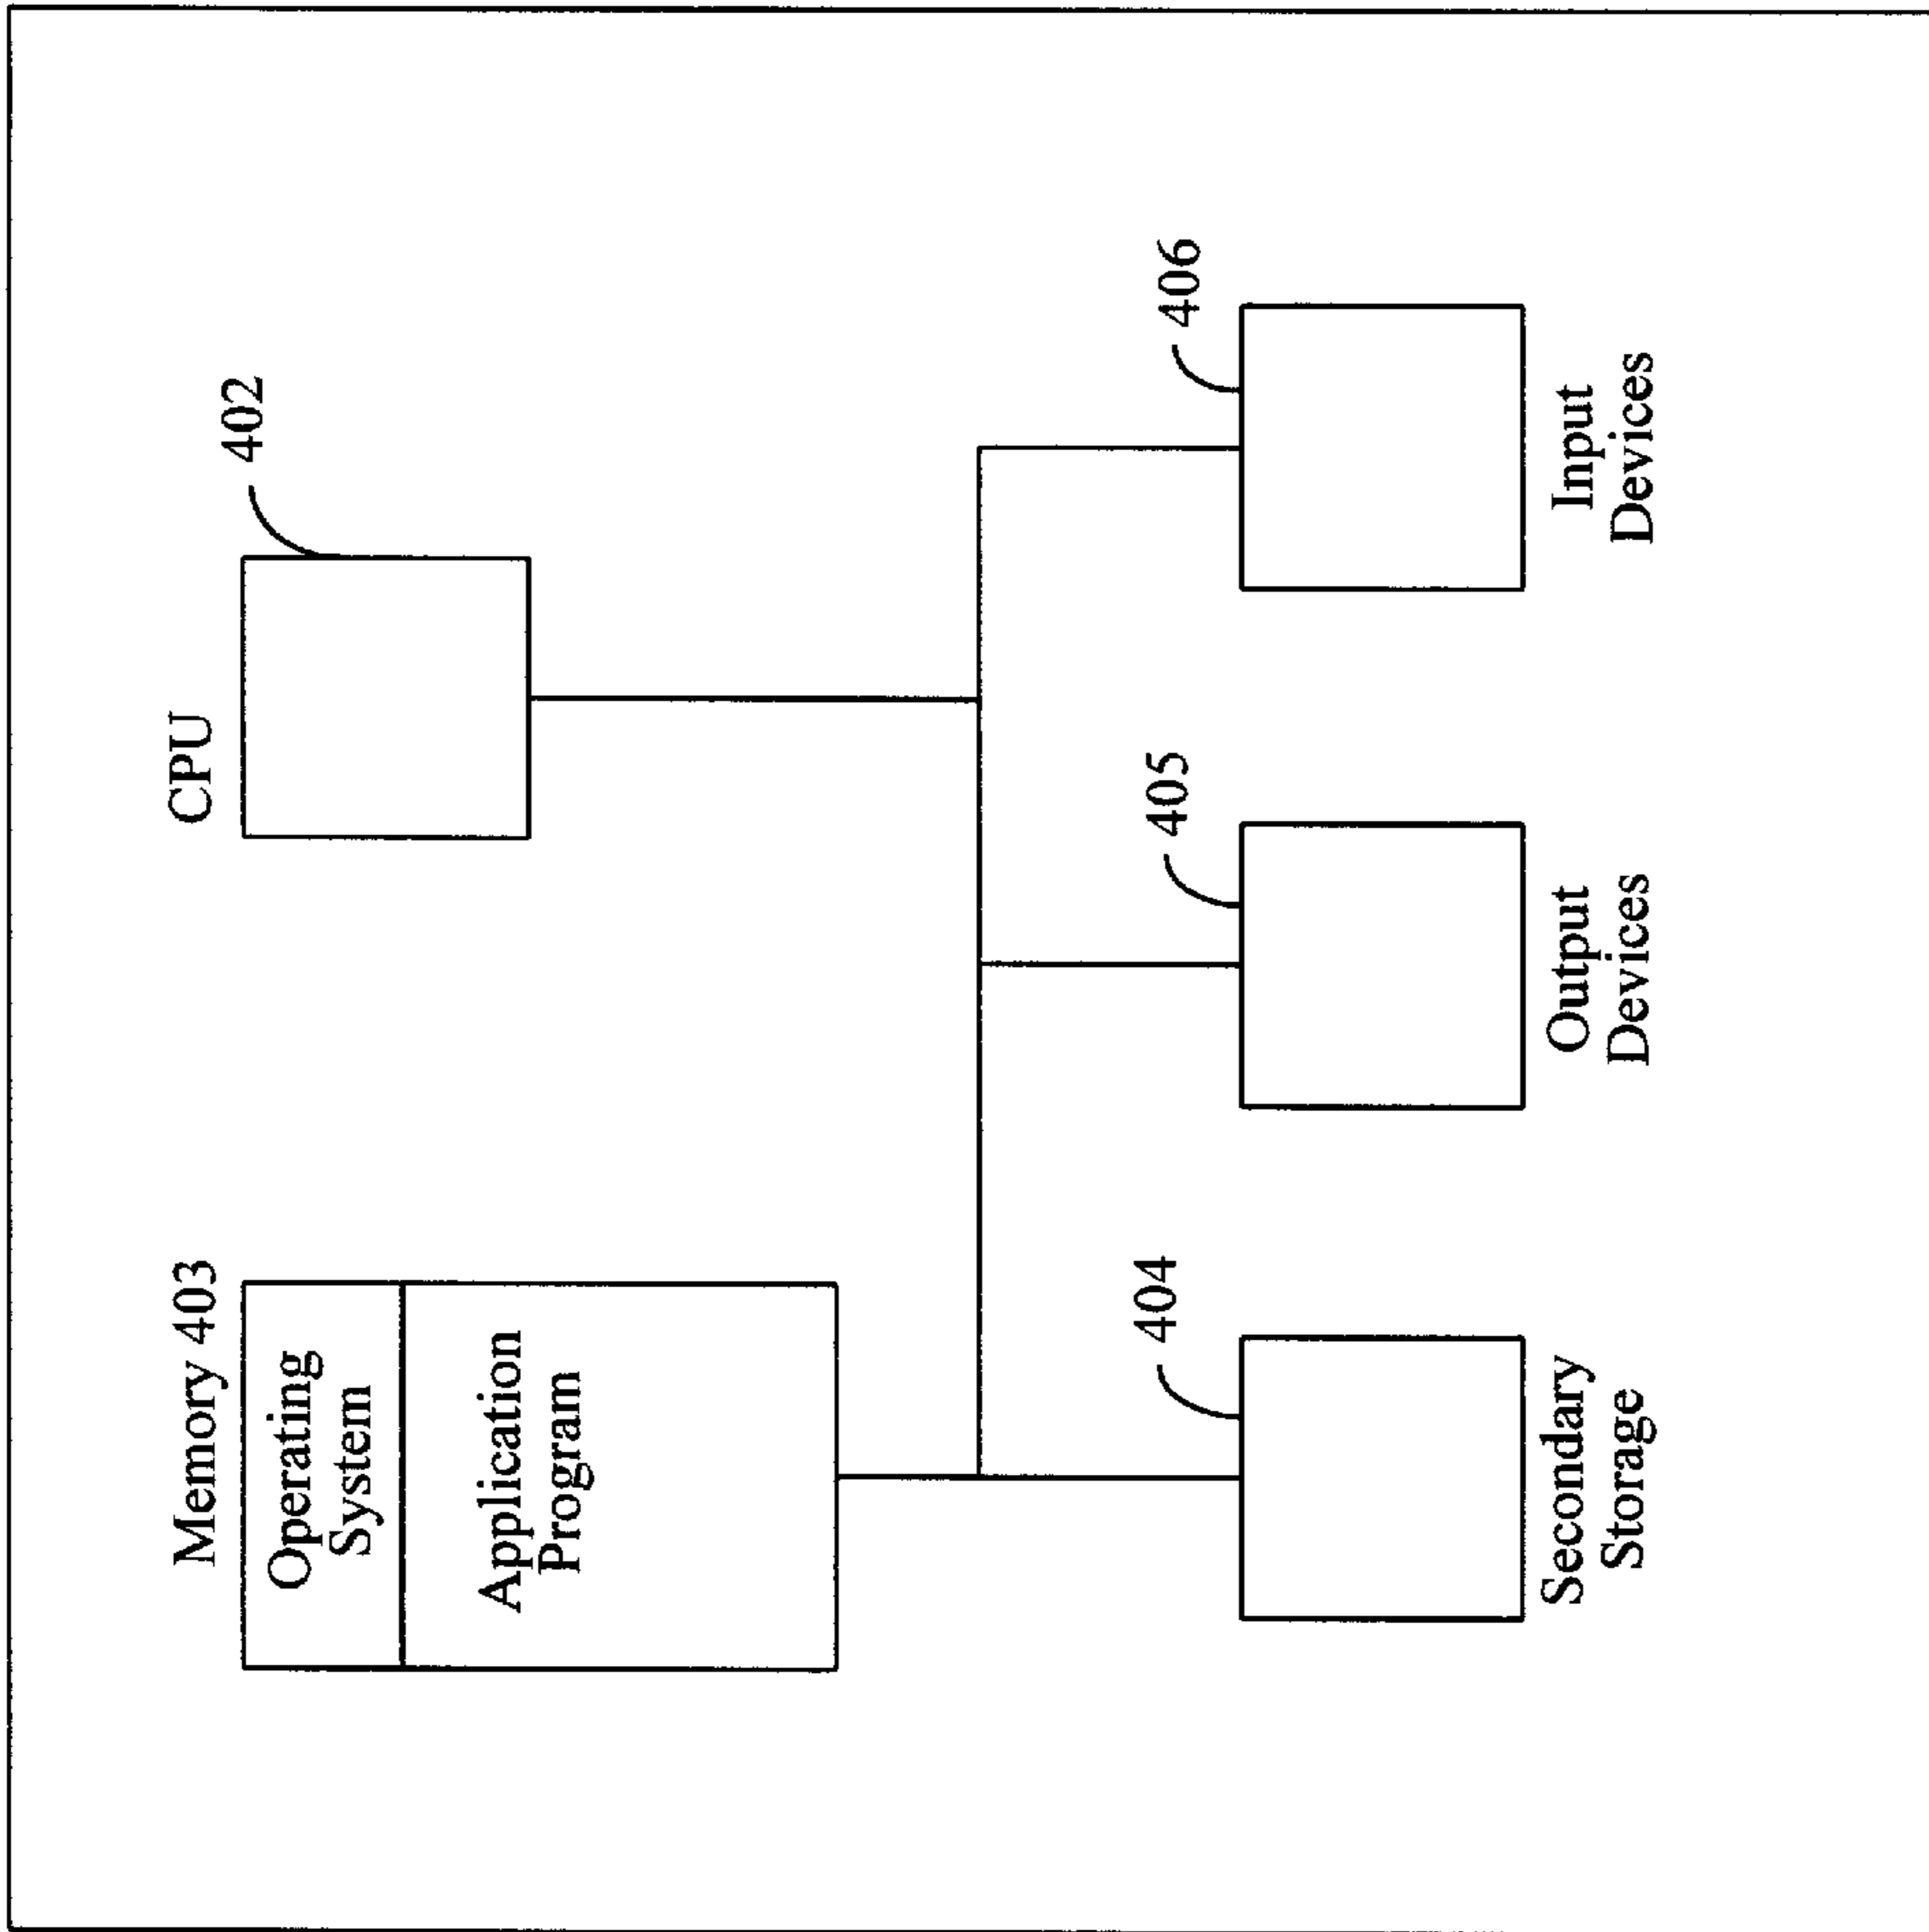 Memory 403
Operating
System
Application
Program
CPU
402
404
Secondary
Storage
405
Output
Devices
406
Input
Devices